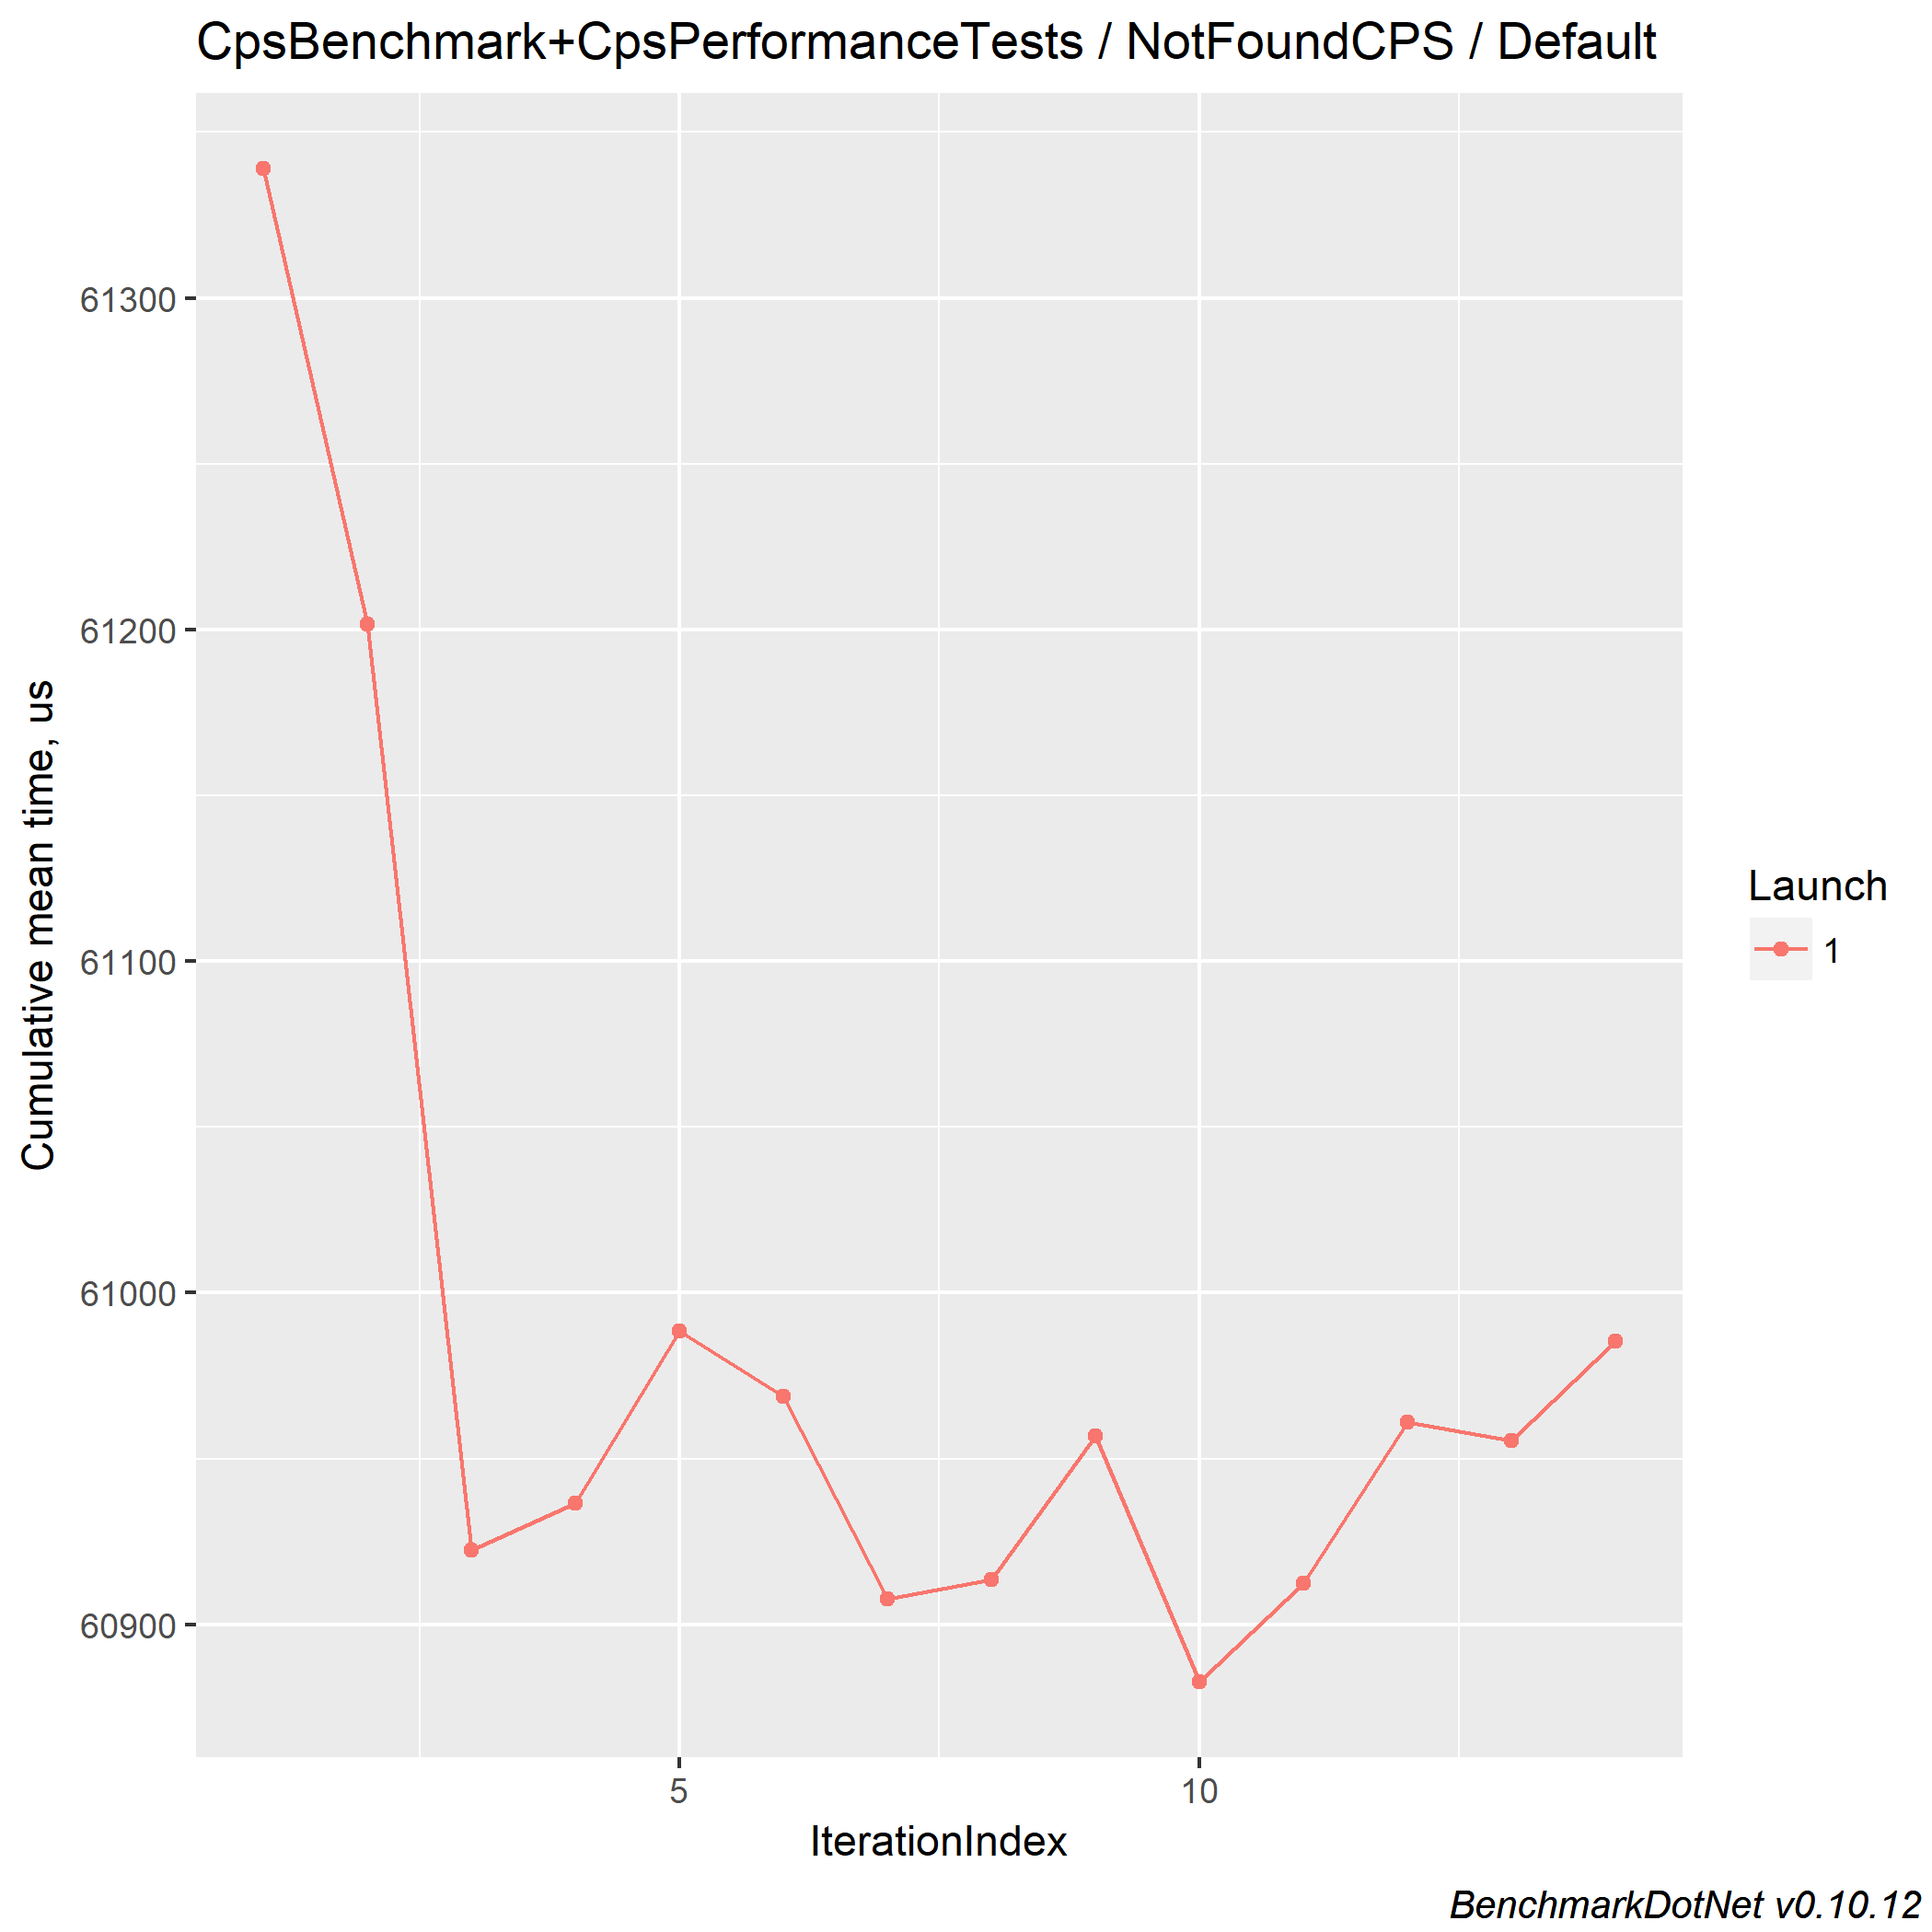 CpsBenchmark+CpsPerformanceTests / NotFoundCPS / Default
Cumulative mean time, us
61300
61200
61100
61000
60900
5
10
IterationIndex
Launch
1
BenchmarkDotNet v0.10.12